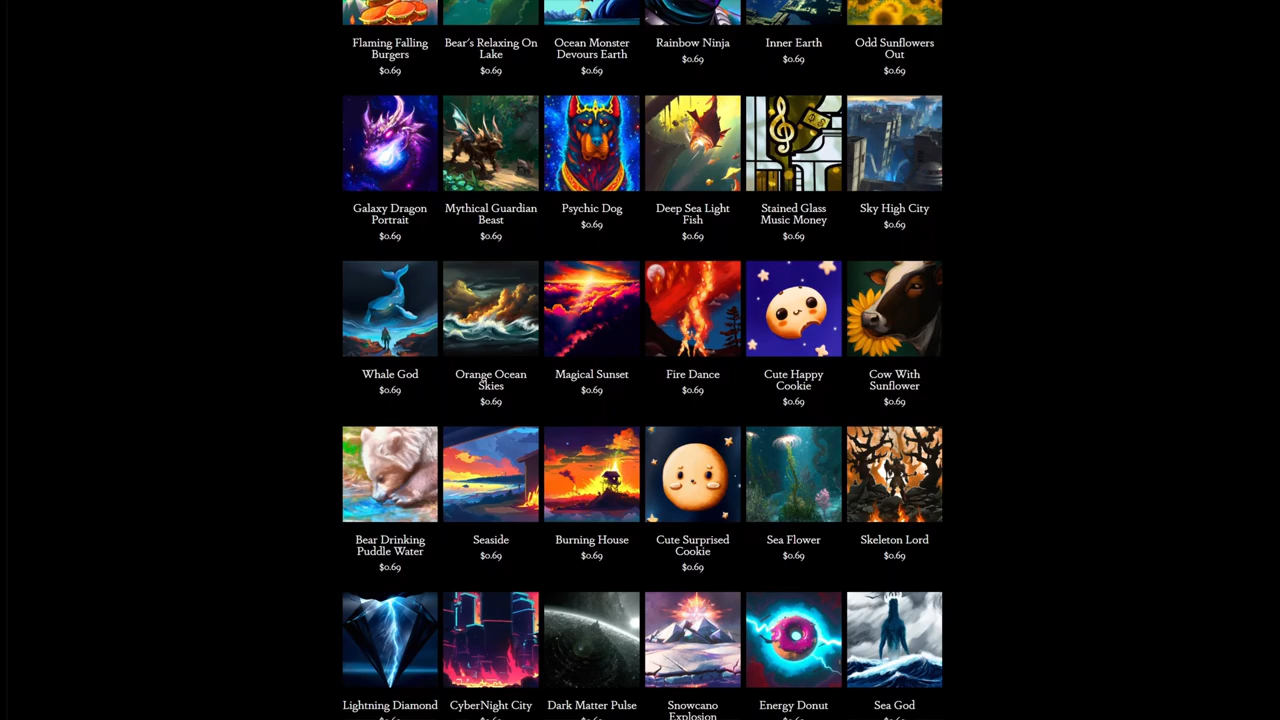 Flaming Falling
Burgers
$0.69
Bear's Relaxing On
Lake
$0.69
Ocean Monster
Devours Earth
$0.69
Rainbow Ninja
$0.69
Inner Earth
$0.69
Odd Sunflowers
Out
$0.69
Galaxy Dragon
Portrait
$0.69
Mythical Guardian
Beast
$0.69
Psychic Dog
$0.69
Deep Sea Light
Fish
$0.69
Stained Glass
Music Money
$0.69
Sky High City
$0.69
Whale God
$0.69
Orange Ocean
Skies
$0.69
Magical Sunset
$0.69
Fire Dance
$0.69
Cute Happy
Cookie
$0.69
Cow With
Sunflower
$0.69
Bear Drinking
Puddle Water
$0.69
Seaside
$0.69
Burning House
$0.69
Cute Surprised
Cookie
$0.69
Sea Flower
$0.69
Skeleton Lord
$0.69
Lightning Diamond
CyberNight City
Dark Matter Pulse
Snowcano
Explosion
Energy Donut
Sea God